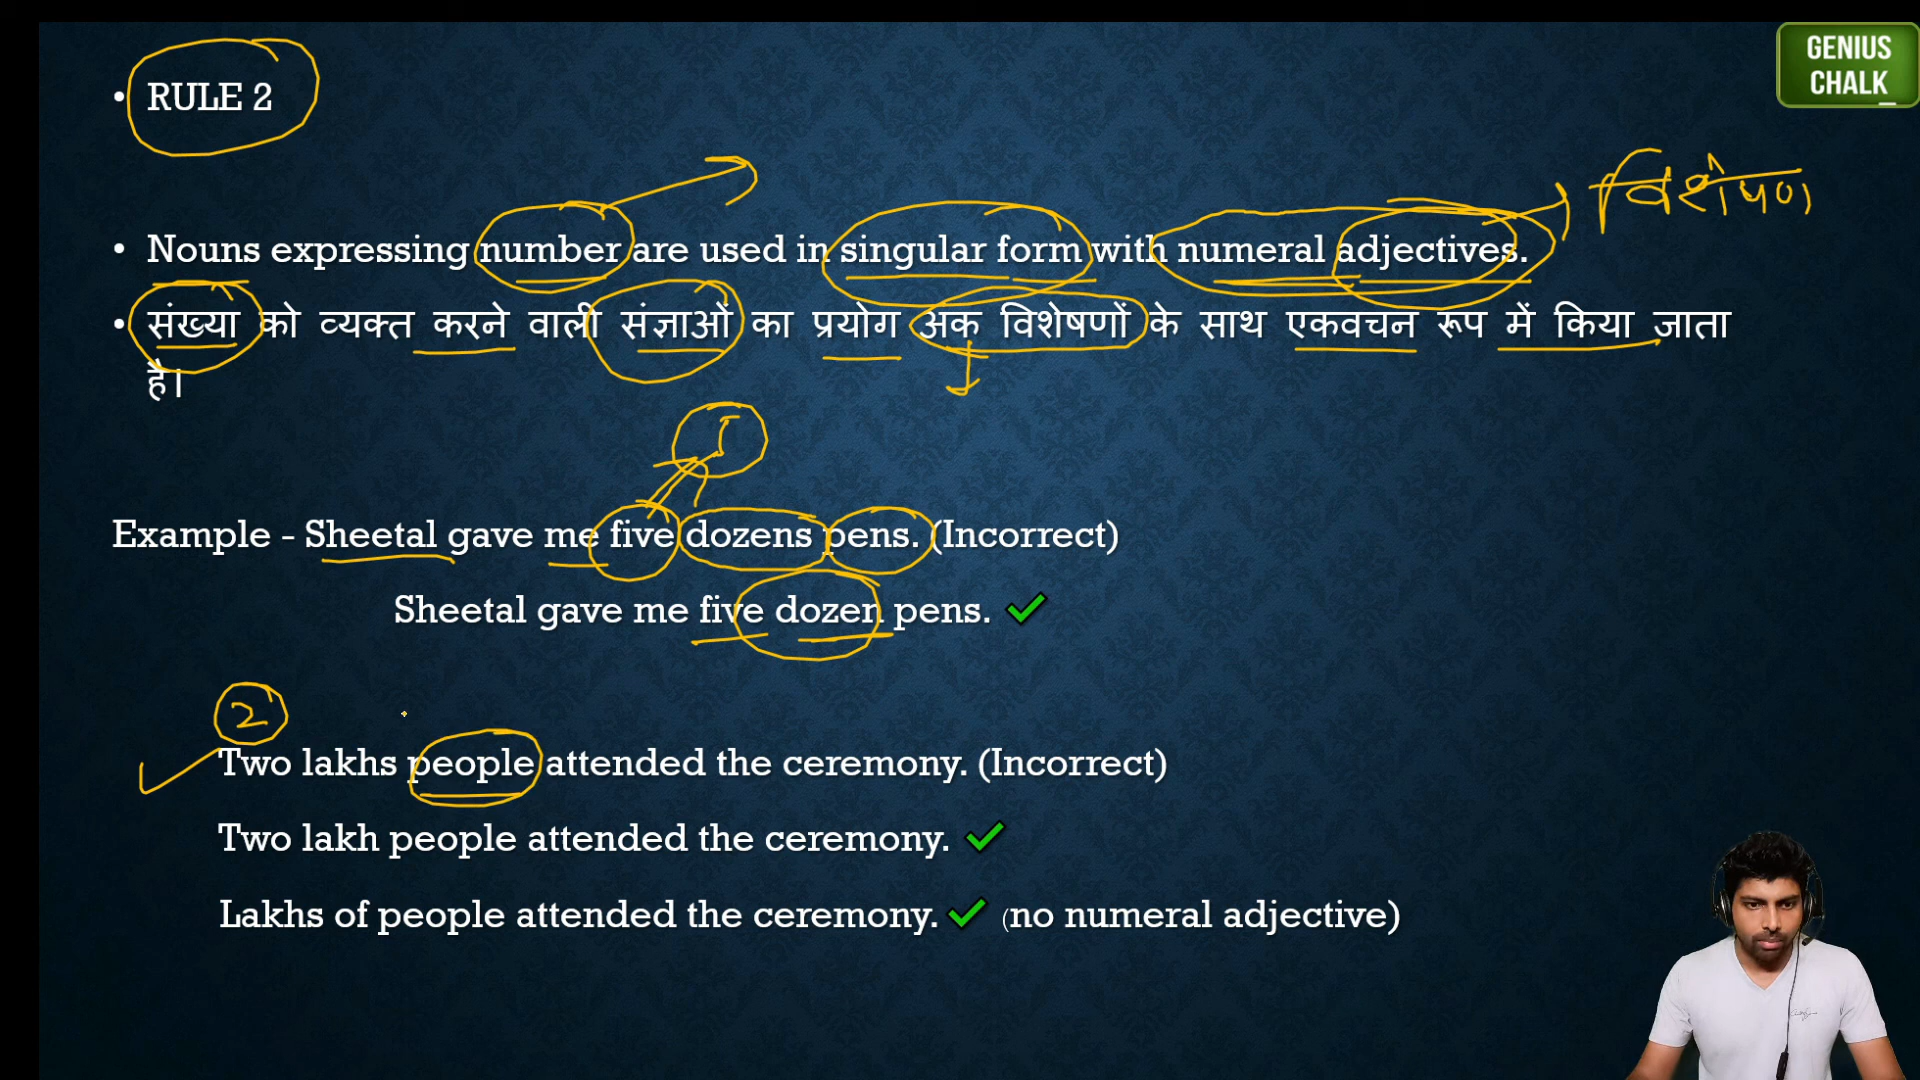 GENIUS
CHALK
• RULE 2
विशेषण
• Nouns expressing number are used in singular form with numeral adjectives.
• संख्या को व्यक्त करने वाली संज्ञाओं का प्रयोग अंक विशेषणों के साथ एकवचन रूप में किया जाता
है।
1
Example - Sheetal gave me five dozens pens. (Incorrect)
Sheetal gave me five dozen pens.
2
Two lakhs people attended the ceremony. (Incorrect)
Two lakh people attended the ceremony.
Lakhs of people attended the ceremony. (no numeral adjective)